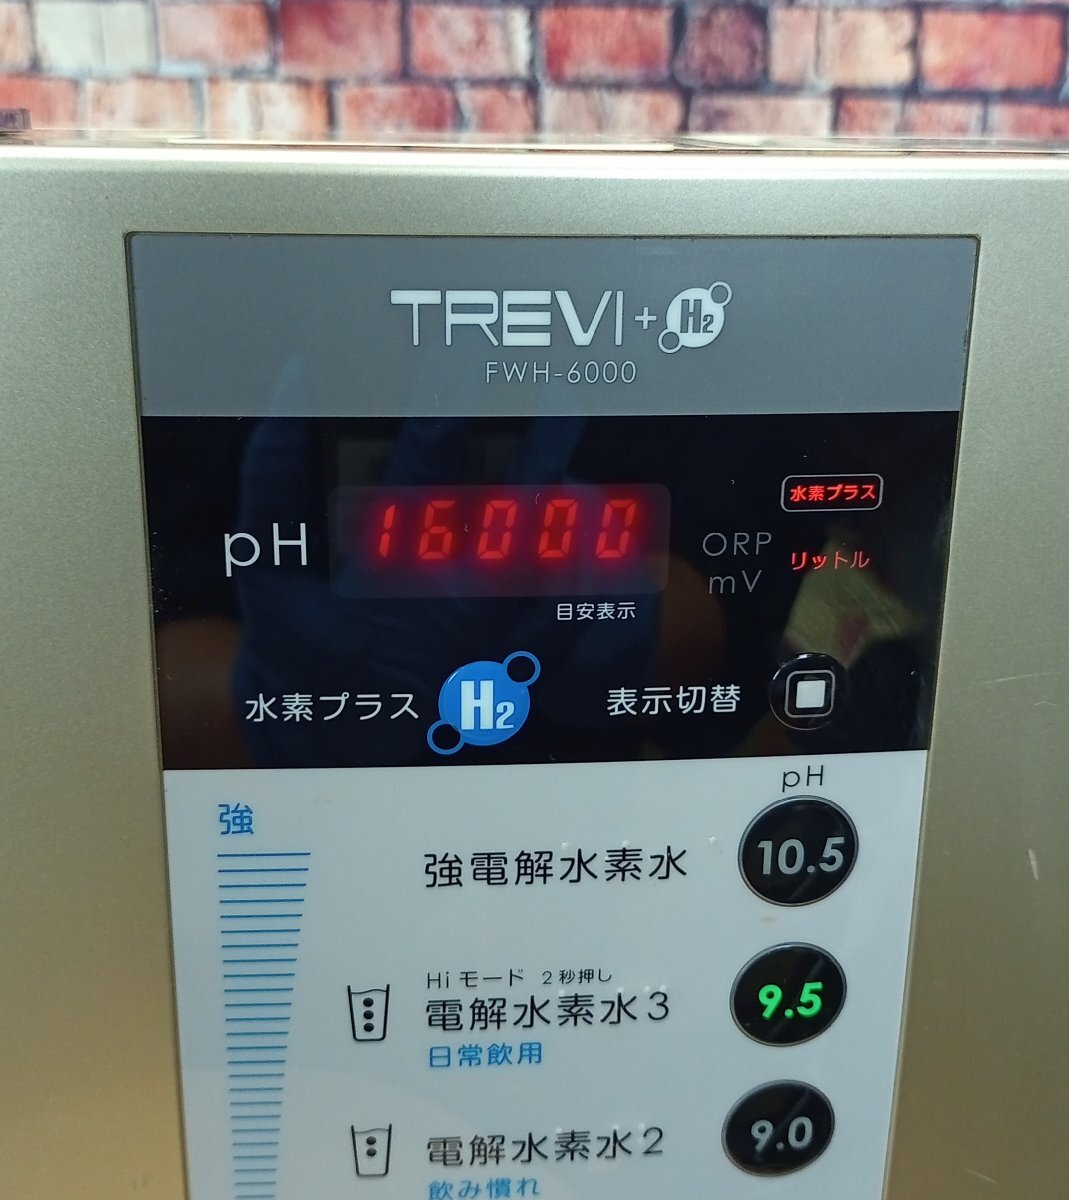 TREVI+H2
FWH-6000
水素プラス
pH 16000 ORP mV
リットル
目安表示
水素プラス H2 表示切替
pH
強
強電解水素水 10.5
Hiモード 2秒押し
電解水素水3 9.5
日常飲用
電解水素水2 9.0
飲み慣れ